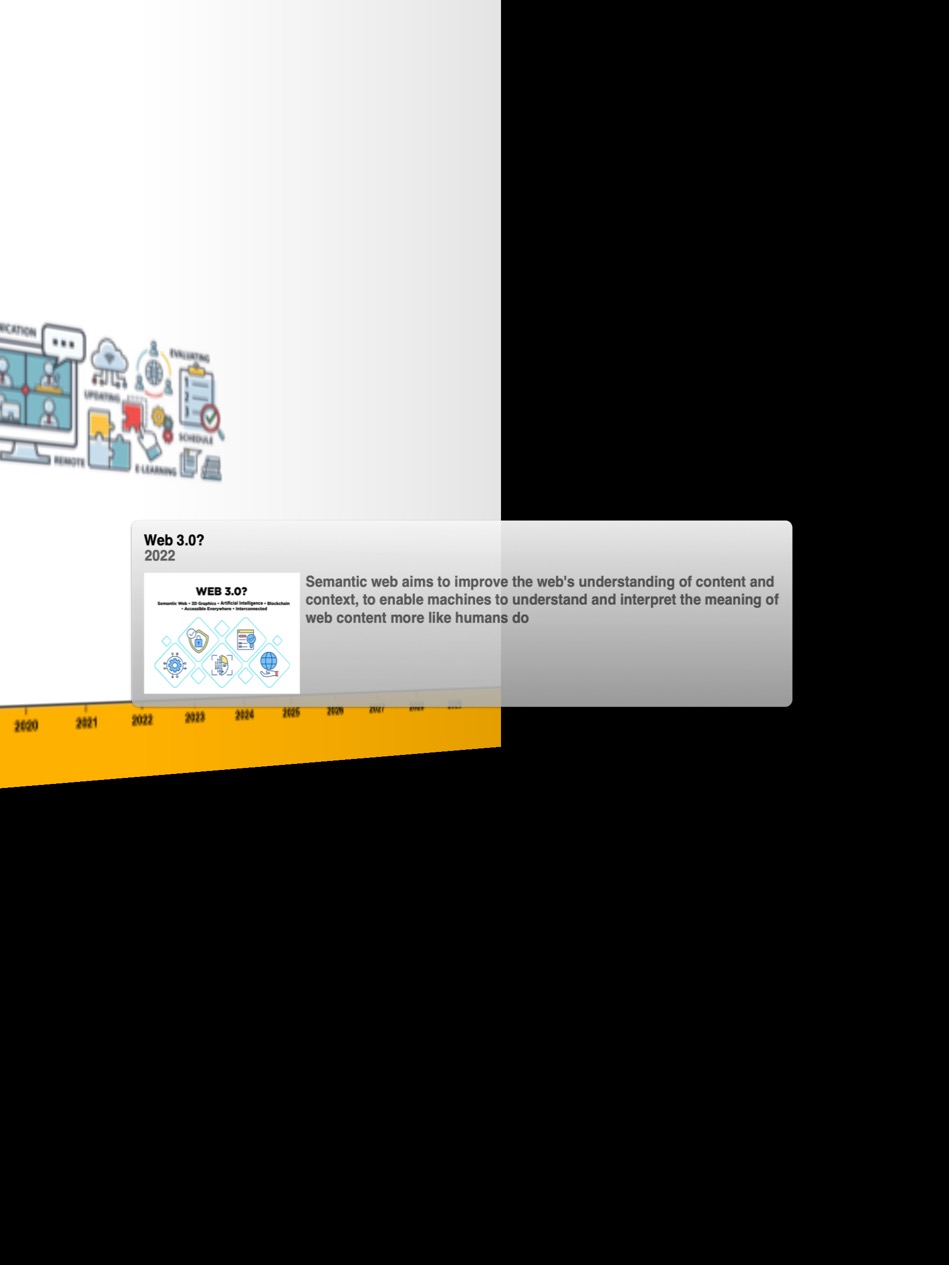 UPDATING
EVALUATING
1
2
3
SCHEDULE
REMOTE
E-LEARNING
Web 3.0?
2022
WEB 3.0?
Semantic Web • 3D Graphics • Artificial Intelligence • Blockchain
• Accessible Everywhere • Interconnected
Semantic web aims to improve the web's understanding of content and
context, to enable machines to understand and interpret the meaning of
web content more like humans do
2020 2021 2022 2023 2024 2025 2026 2027